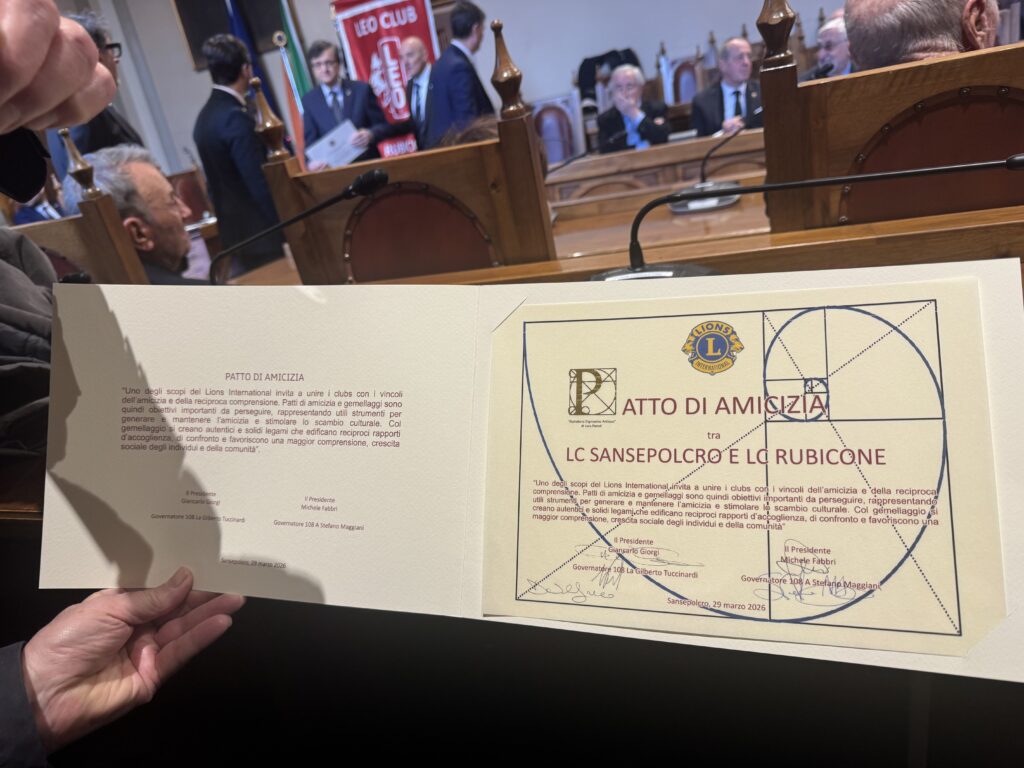 LEO CLUB
LEO
RUBICO
PATTO DI AMICIZIA
"Uno degli scopi del Lions International invita a unire i clubs con i vincoli
dell'amicizia e della reciproca comprensione. Patti di amicizia e gemellaggi sono
quindi obiettivi importanti da perseguire, rappresentando utili strumenti per
generare e mantenere l'amicizia e stimolare lo scambio culturale. Col
gemellaggio si creano autentici e solidi legami che edificano reciproci rapporti
d'accoglienza, di confronto e favoriscono una maggior comprensione, crescita
sociale degli individui e della comunità".
Il Presidente
Giancarlo Giorgi
Il Presidente
Michele Fabbri
Governatore 108 La Gilberto Tuccinardi
Governatore 108 A Stefano Maggiani
Sansepolcro, 29 marzo 2026
LIONS
L
INTERNATIONAL
PATTO DI AMICIZIA
tra
LC SANSEPOLCRO E LC RUBICONE
"Uno degli scopi del Lions International invita a unire i clubs con i vincoli dell'amicizia e della reciproca
comprensione. Patti di amicizia e gemellaggi sono quindi obiettivi importanti da perseguire, rappresentando
utili strumenti per generare e mantenere l'amicizia e stimolare lo scambio culturale. Col gemellaggio si
creano autentici e solidi legami che edificano reciproci rapporti d'accoglienza, di confronto e favoriscono una
maggior comprensione, crescita sociale degli individui e della comunità"
Il Presidente
Giancarlo Giorgi
Il Presidente
Michele Fabbri
Governatore 108 La Gilberto Tuccinardi
Governatore 108 A Stefano Maggiani
Sansepolcro, 29 marzo 2026